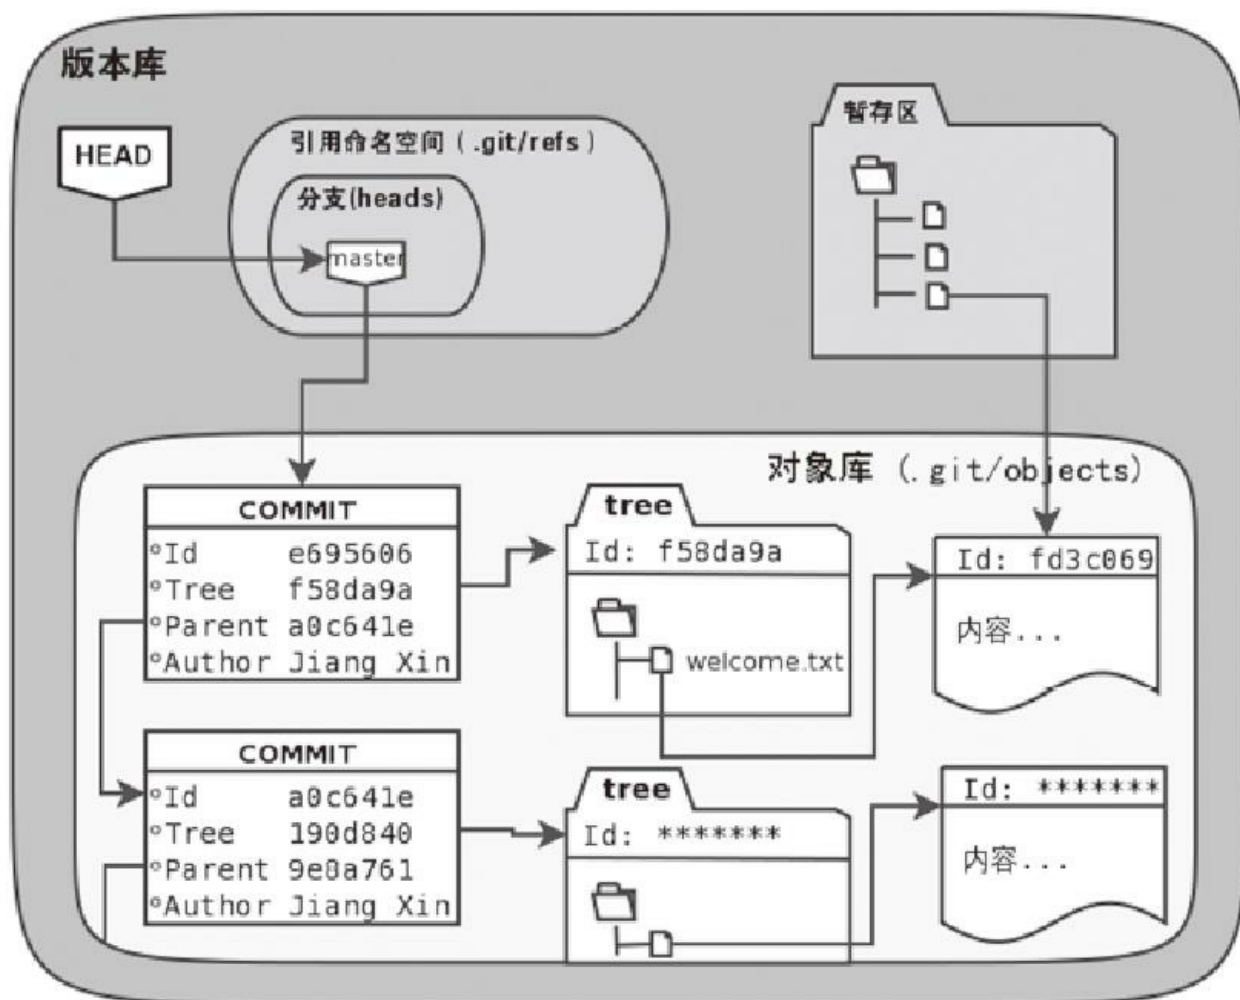 版本库
HEAD
引用命名空间 ( .git/refs )
分支(heads)
master
暂存区
对象库 (.git/objects)
COMMIT
°Id e695606
°Tree f58da9a
°Parent a0c641e
°Author Jiang Xin
tree
Id: f58da9a
welcome.txt
Id: fd3c069
内容...
COMMIT
°Id a0c641e
°Tree 190d840
°Parent 9e8a761
°Author Jiang Xin
tree
Id: *******
Id: *******
内容...